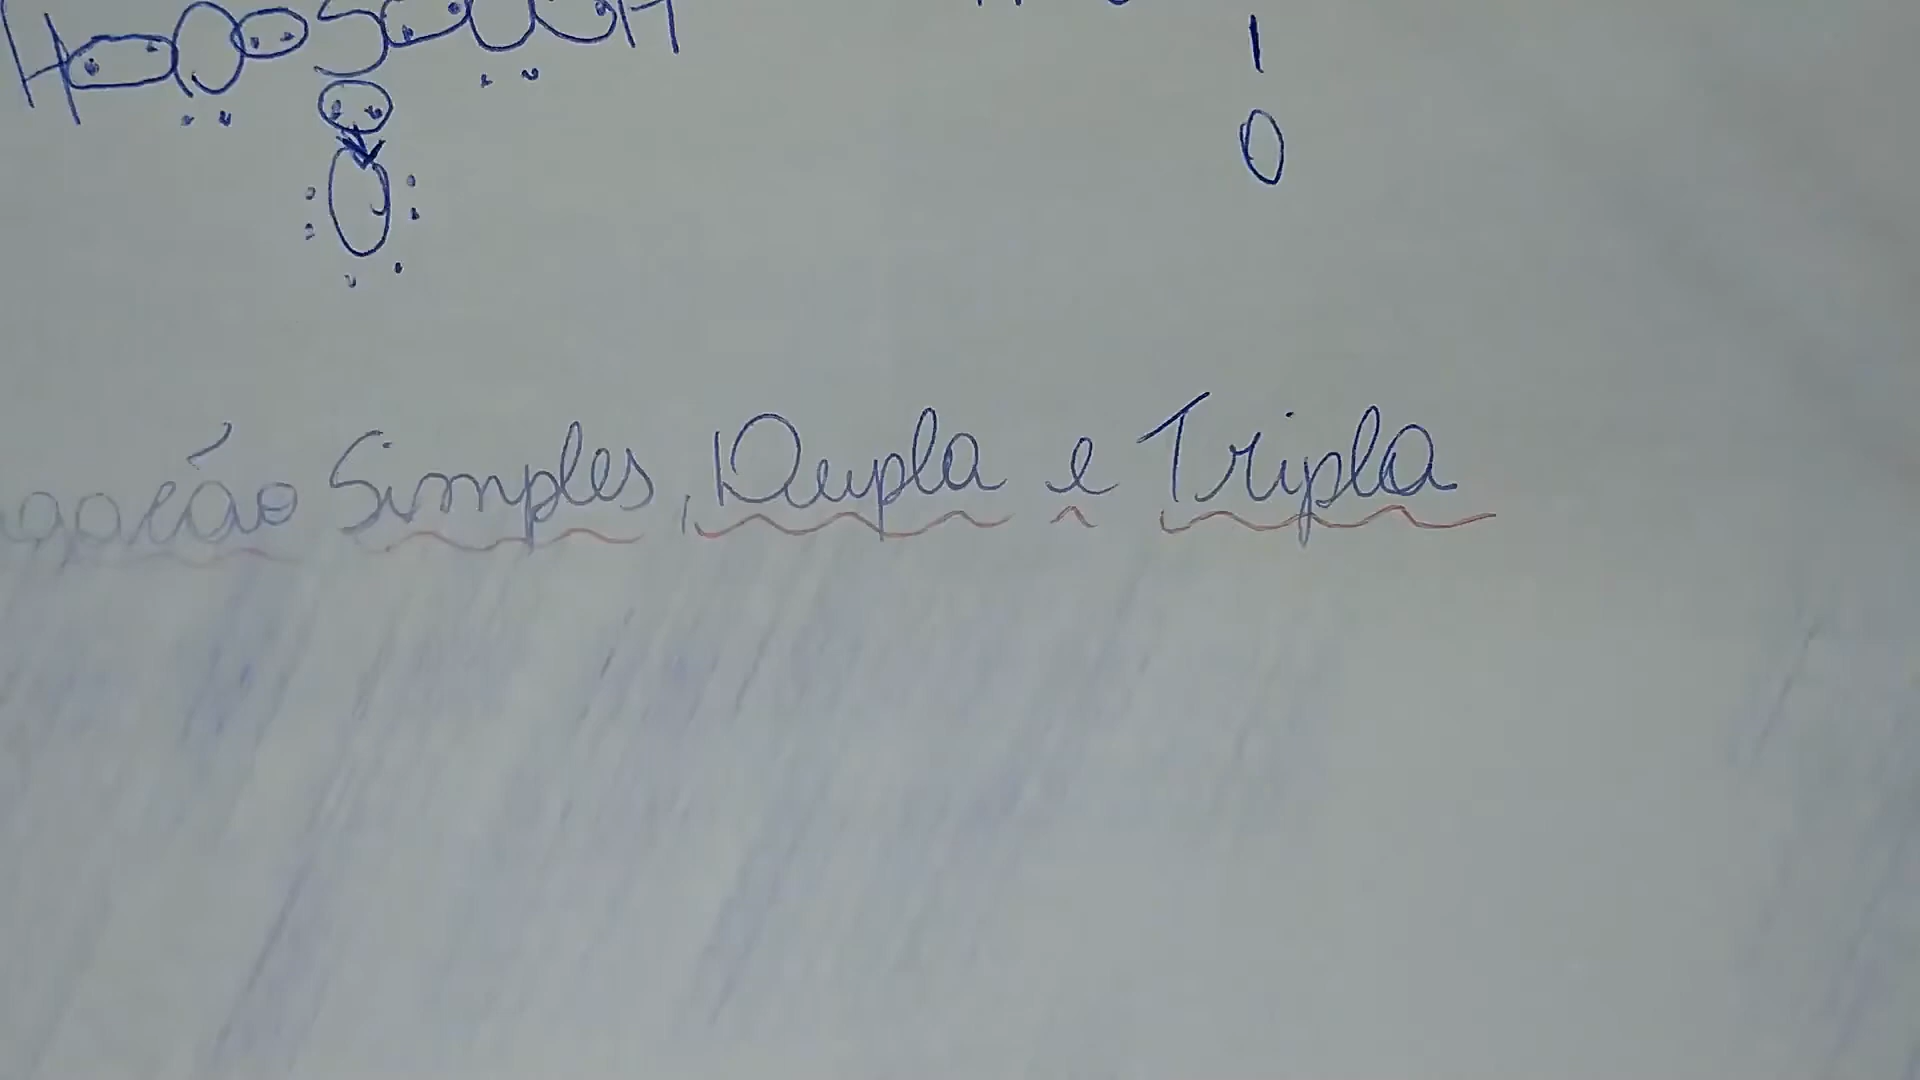 H O S O H
|
O
O
Simples, Dupla e Tripla